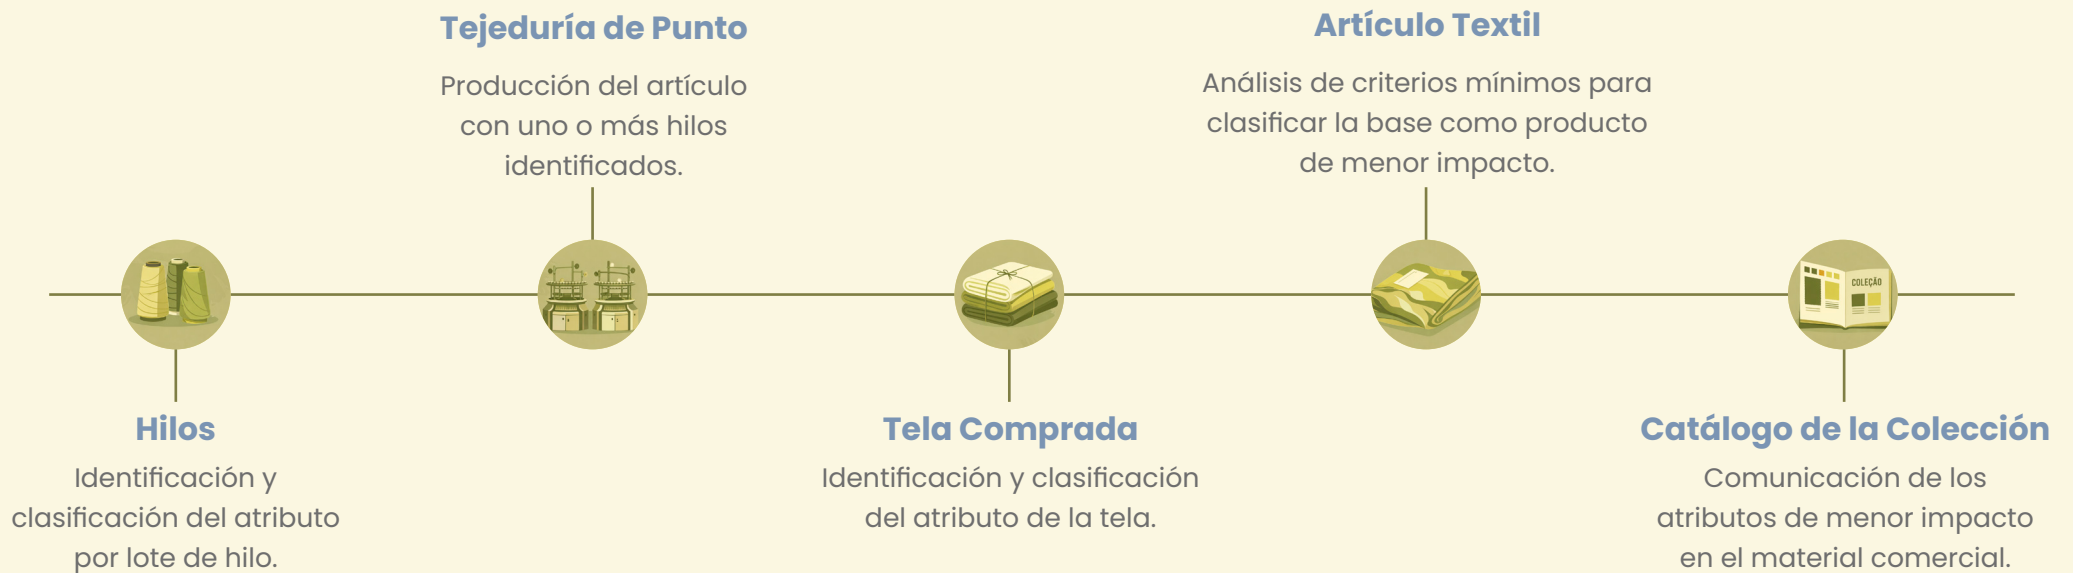 Tejeduría de Punto
Producción del artículo
con uno o más hilos
identificados.
Artículo Textil
Análisis de criterios mínimos para
clasificar la base como producto
de menor impacto.
COLEÇÃO
Hilos
Identificación y
clasificación del atributo
por lote de hilo.
Tela Comprada
Identificación y clasificación
del atributo de la tela.
Catálogo de la Colección
Comunicación de los
atributos de menor impacto
en el material comercial.